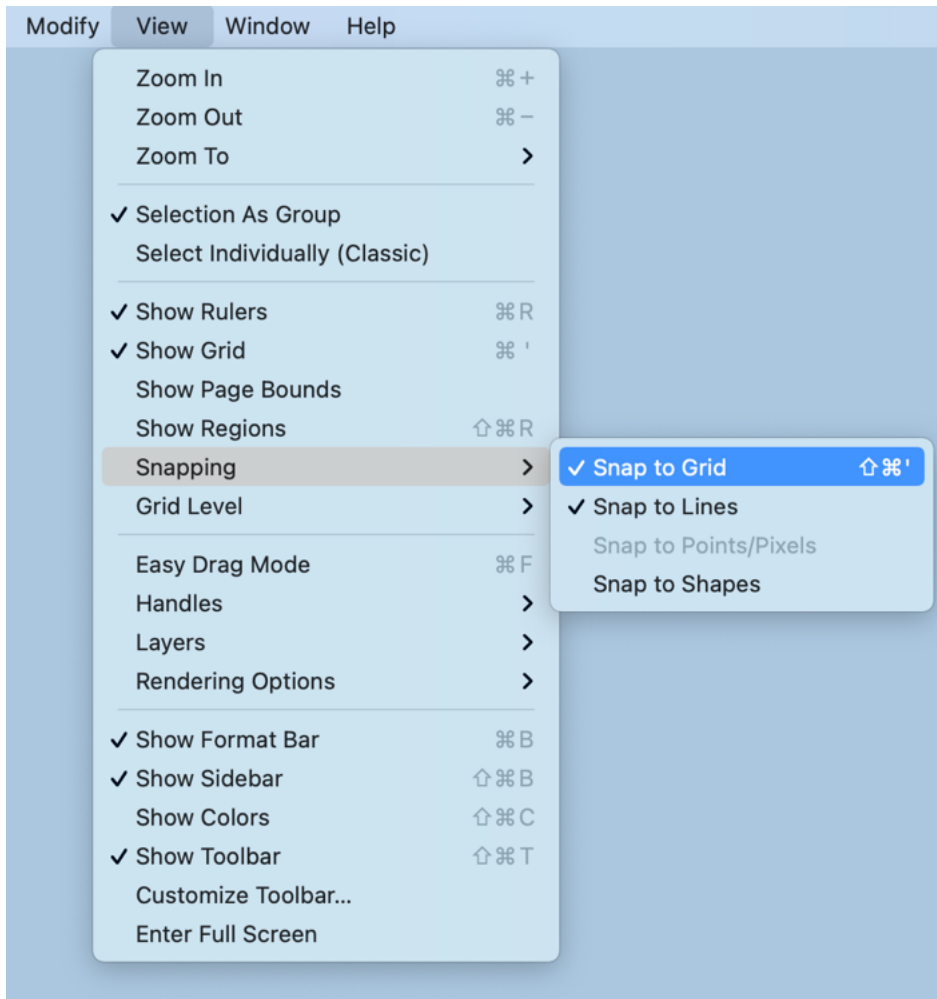 Modify View Window Help
Zoom In ⌘+
Zoom Out ⌘−
Zoom To
✓ Selection As Group
Select Individually (Classic)
✓ Show Rulers ⌘R
✓ Show Grid ⌘'
Show Page Bounds
Show Regions ⇧⌘R
Snapping
Grid Level
Easy Drag Mode ⌘F
Handles
Layers
Rendering Options
✓ Show Format Bar ⌘B
✓ Show Sidebar ⇧⌘B
Show Colors ⇧⌘C
✓ Show Toolbar ⇧⌘T
Customize Toolbar...
Enter Full Screen
✓ Snap to Grid ⇧⌘'
✓ Snap to Lines
Snap to Points/Pixels
Snap to Shapes